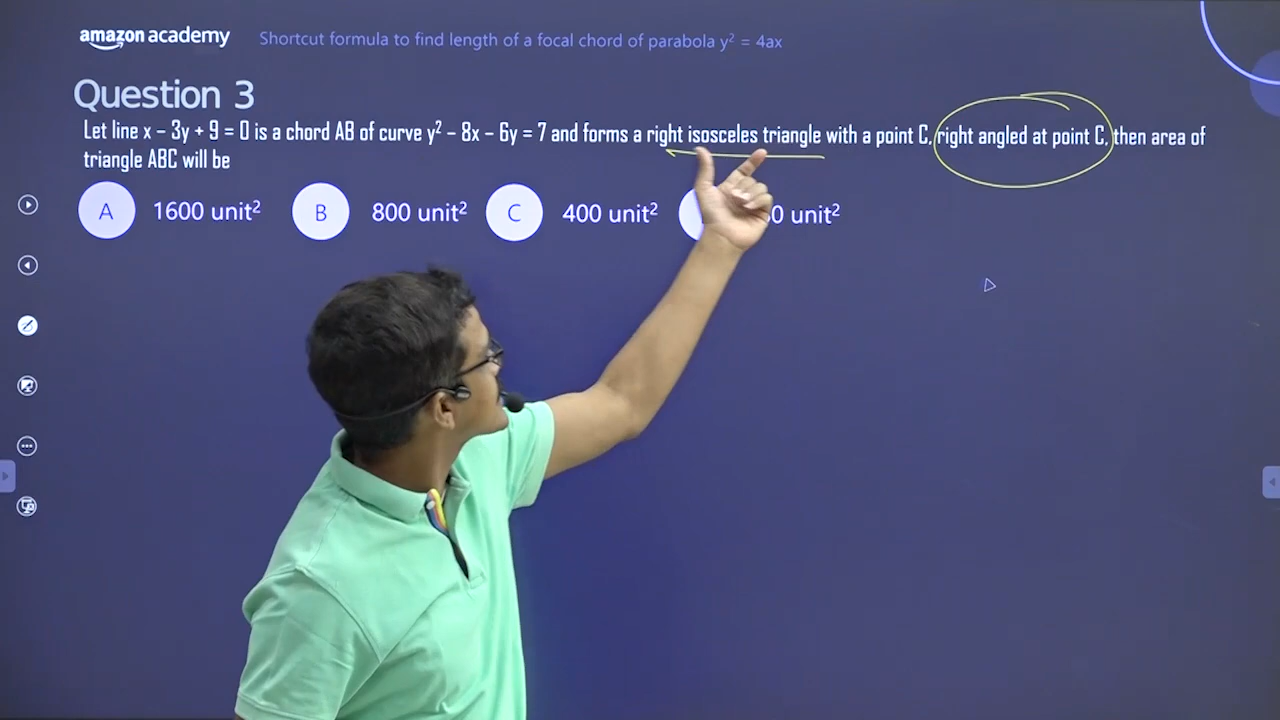 amazon academy
Shortcut formula to find length of a focal chord of parabola y² = 4ax
Question 3
Let line x – 3y + 9 = 0 is a chord AB of curve y² – 8x – 6y = 7 and forms a right isosceles triangle with a point C, right angled at point C, then area of
triangle ABC will be
A 1600 unit² B 800 unit² C 400 unit² 0 unit²